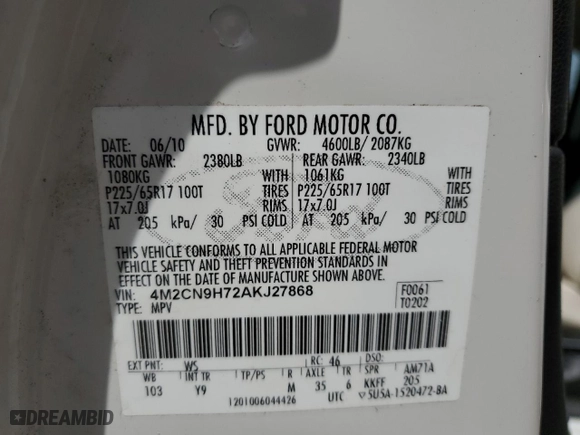 MFD. BY FORD MOTOR CO.
DATE: 06/10 GVWR: 4600LB/ 2087KG
FRONT GAWR: 2380LB REAR GAWR: 2340LB
1080KG WITH 1061KG WITH
P225/65R17 100T TIRES P225/65R17 100T TIRES
17x7.0J RIMS 17x7.0J RIMS
AT 205 kPa/ 30 PSI COLD AT 205 kPa/ 30 PSI COLD
THIS VEHICLE CONFORMS TO ALL APPLICABLE FEDERAL MOTOR
VEHICLE SAFETY AND THEFT PREVENTION STANDARDS IN
EFFECT ON THE DATE OF MANUFACTURE SHOWN ABOVE.
VIN: 4M2CN9H72AKJ27868 F0061
TYPE: MPV T0202
EXT PNT: WS RC: 46 DSO:
WB INT TR TP/PS R AXLE TR SPR AM71A
103 Y9 M 35 6 KKFF 205
1201006044426 UTC SU5A-1520472-BA
DREAMBID